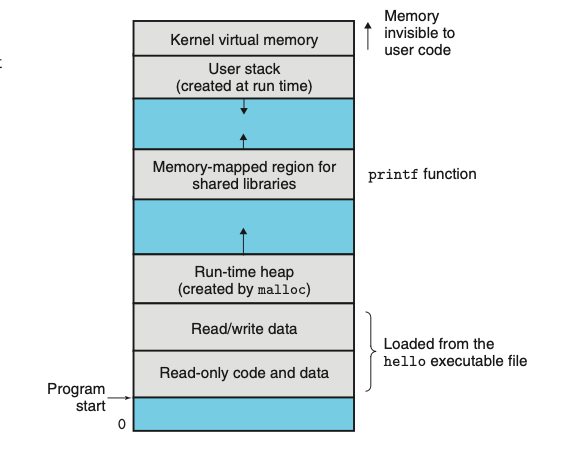 Kernel virtual memory
Memory
invisible to
user code
User stack
(created at run time)
Memory-mapped region for
shared libraries
printf function
Run-time heap
(created by malloc)
Read/write data
Loaded from the
hello executable file
Read-only code and data
Program
start
0